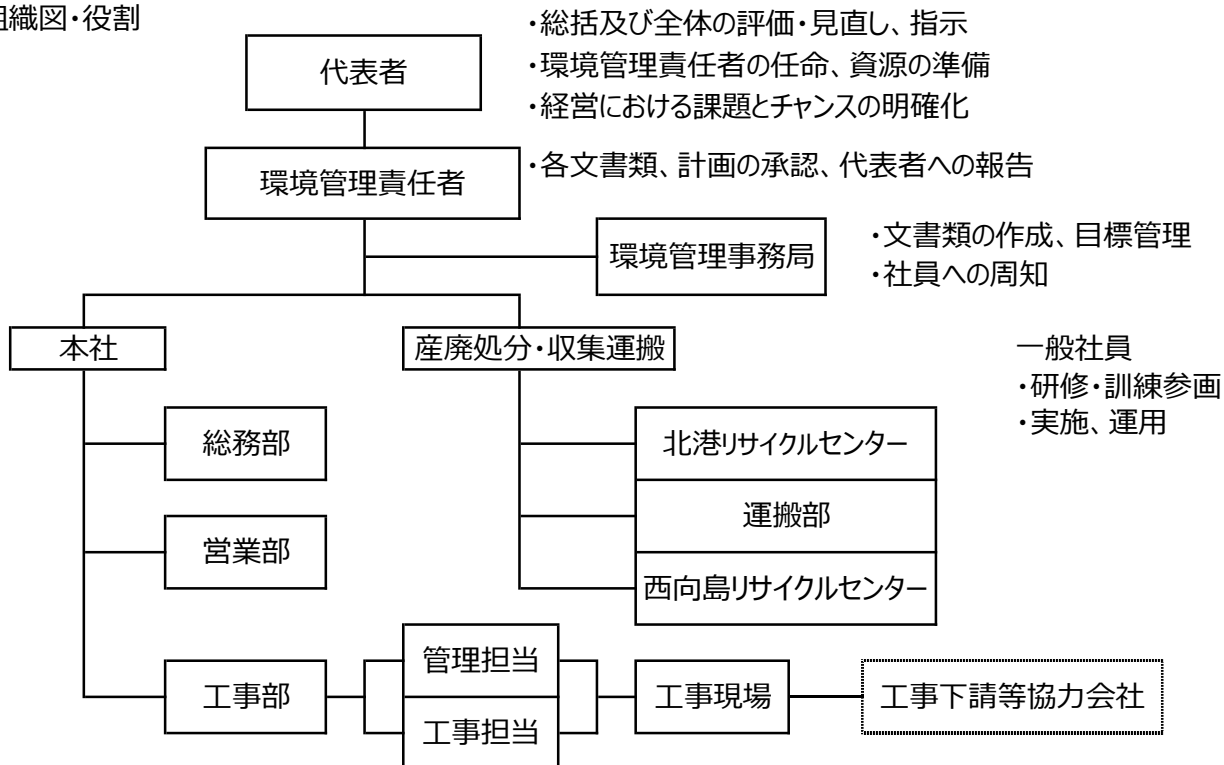 組織図・役割
・総括及び全体の評価・見直し、指示
代表者
・環境管理責任者の任命、資源の準備
・経営における課題とチャンスの明確化
環境管理責任者
・各文書類、計画の承認、代表者への報告
環境管理事務局
・文書類の作成、目標管理
・社員への周知
本社
産廃処分・収集運搬
一般社員
・研修・訓練参画
・実施、運用
総務部
北港リサイクルセンター
運搬部
営業部
西向島リサイクルセンター
管理担当
工事部
工事現場
工事下請等協力会社
工事担当